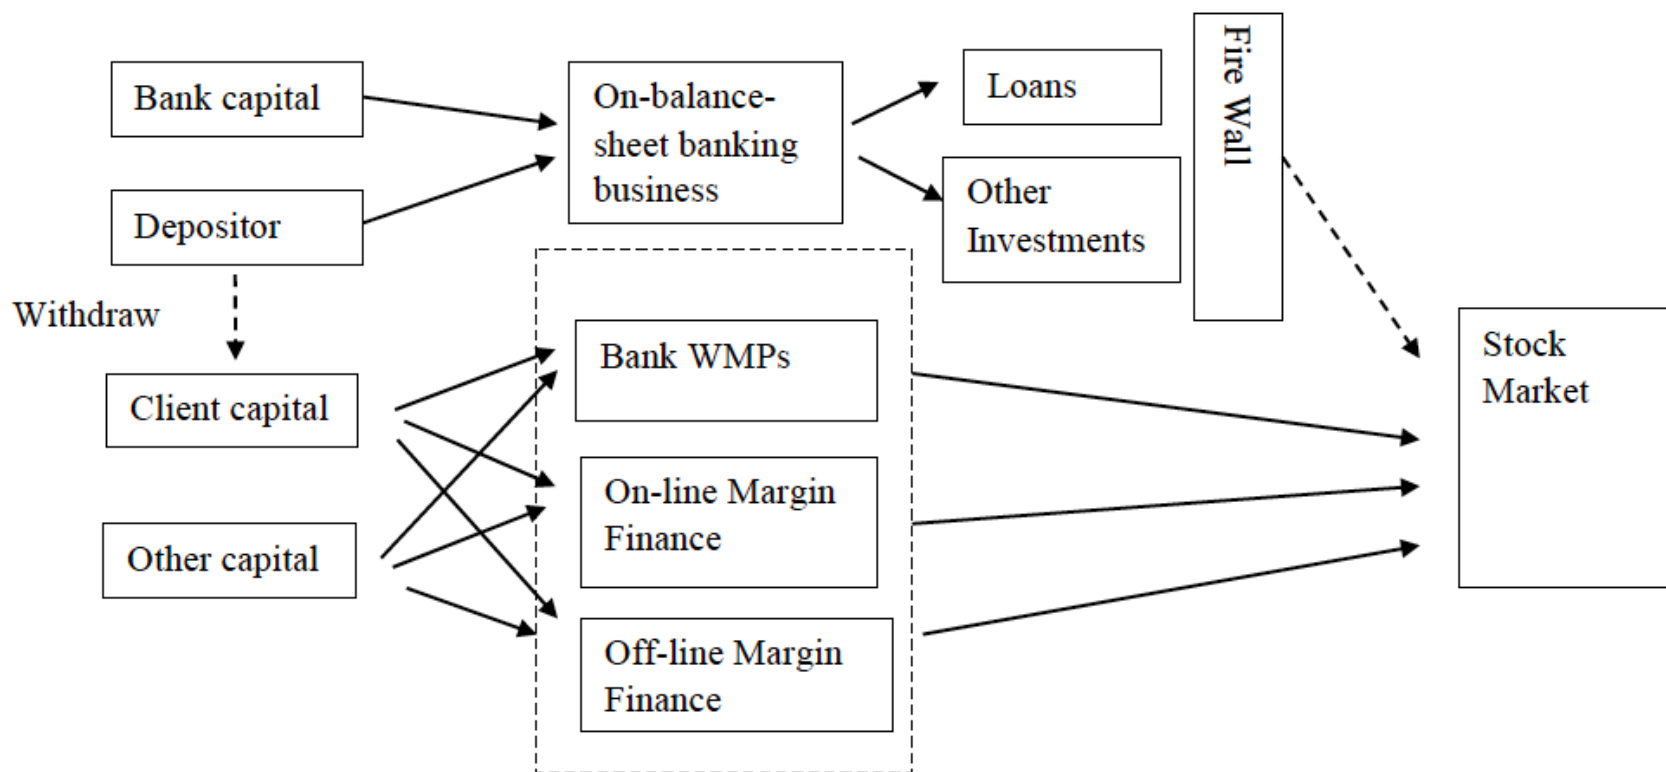 Bank capital
Depositor
Withdraw
Client capital
Other capital
On-balance-
sheet banking
business
Loans
Other
Investments
Fire Wall
Bank WMPs
On-line Margin
Finance
Off-line Margin
Finance
Stock
Market